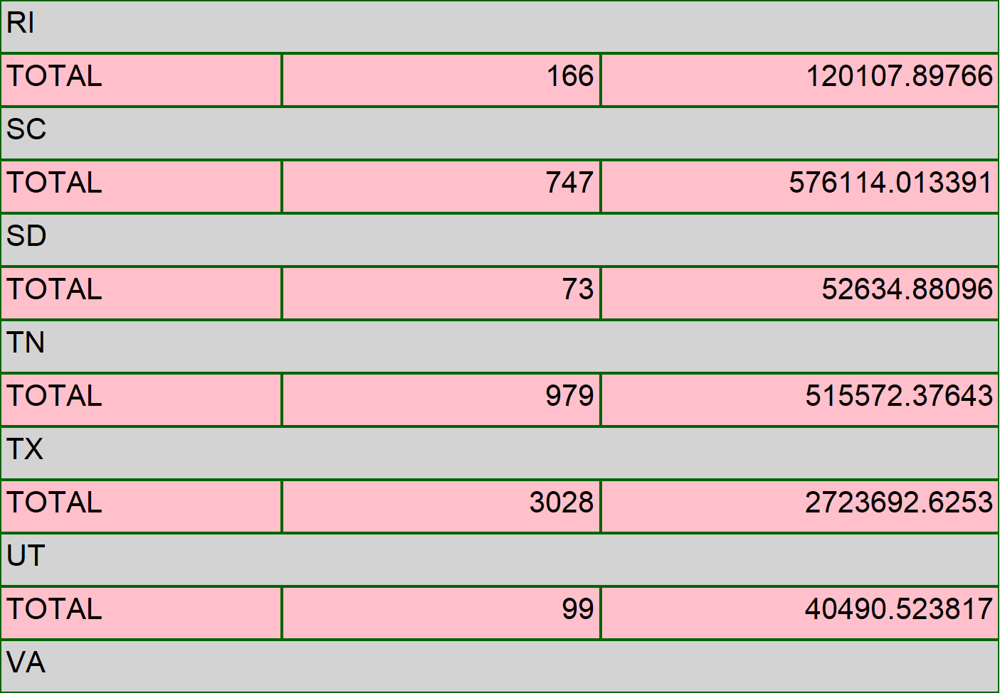 RI
TOTAL 166 120107.89766
SC
TOTAL 747 576114.013391
SD
TOTAL 73 52634.88096
TN
TOTAL 979 515572.37643
TX
TOTAL 3028 2723692.6253
UT
TOTAL 99 40490.523817
VA